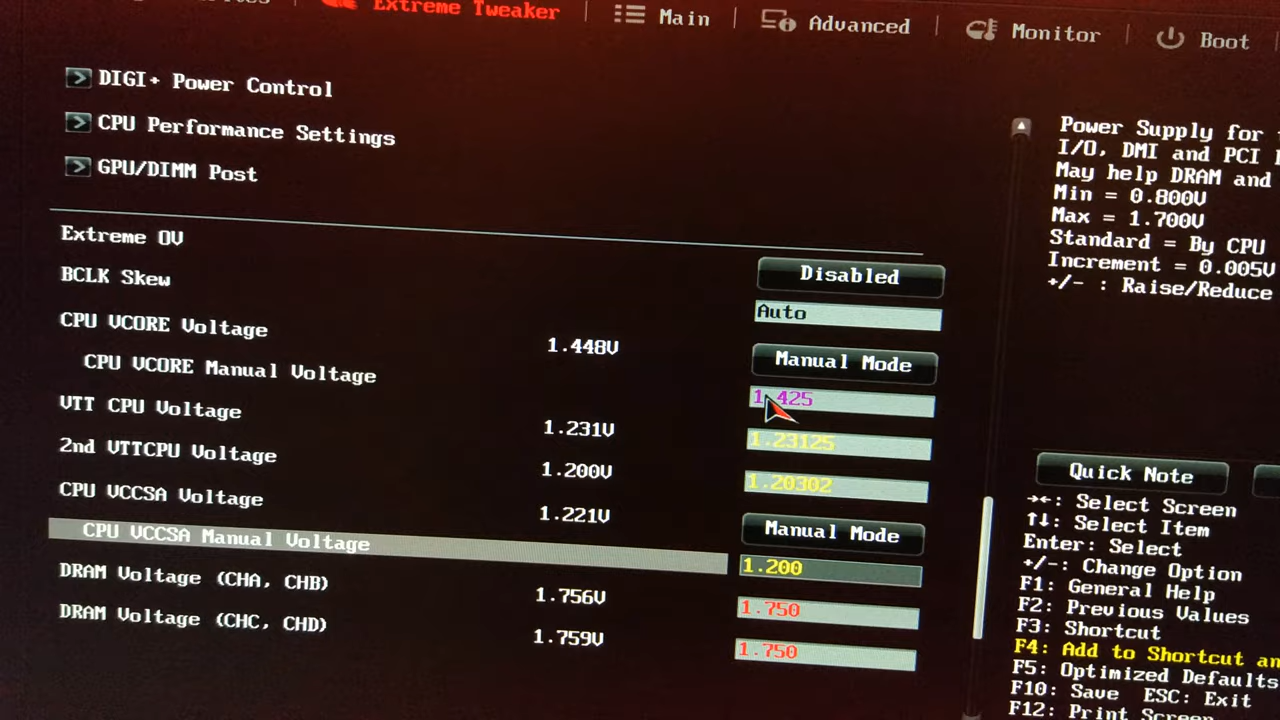 Extreme Tweaker
Main
Advanced
Monitor
Boot
DIGI+ Power Control
CPU Performance Settings
GPU/DIMM Post
Extreme OV
Disabled
BCLK Skew
Auto
CPU VCORE Voltage
1.448V
Manual Mode
CPU VCORE Manual Voltage
1.425
VTT CPU Voltage
1.231V
1.23125
2nd VTTCPU Voltage
1.200V
1.20302
CPU VCCSA Voltage
1.221V
Manual Mode
CPU VCCSA Manual Voltage
1.200
DRAM Voltage (CHA, CHB)
1.756V
1.750
DRAM Voltage (CHC, CHD)
1.759V
1.750
Power Supply for
I/O, DMI and PCI
May help DRAM and
Min = 0.800V
Max = 1.700V
Standard = By CPU
Increment = 0.005V
+/- : Raise/Reduce
Quick Note
→←: Select Screen
↑↓: Select Item
Enter: Select
+/-: Change Option
F1: General Help
F2: Previous Values
F3: Shortcut
F4: Add to Shortcut an
F5: Optimized Defaults
F10: Save ESC: Exit
F12: Print Screen